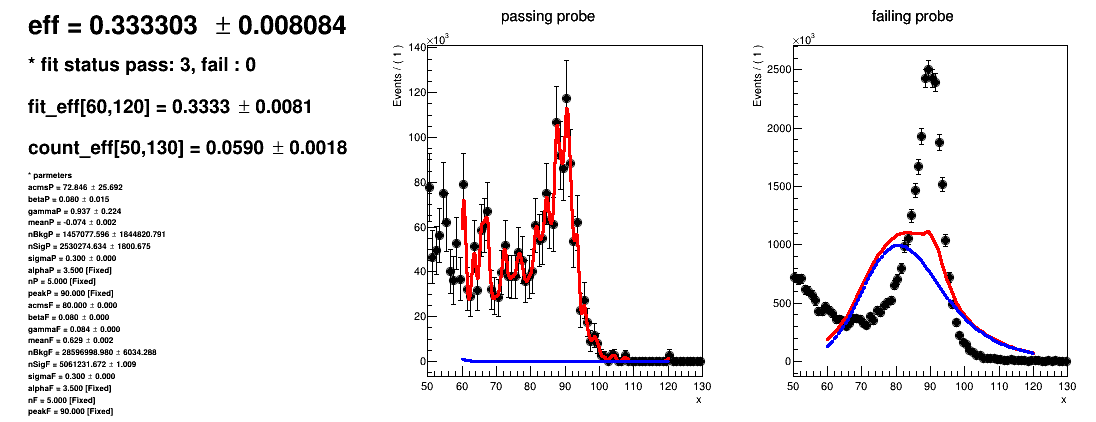 eff = 0.333303 ± 0.008084
* fit status pass: 3, fail : 0
fit_eff[60,120] = 0.3333 ± 0.0081
count_eff[50,130] = 0.0590 ± 0.0018
* parmeters
acmsP = 72.846 ± 25.692
betaP = 0.080 ± 0.015
gammaP = 0.937 ± 0.224
meanP = -0.074 ± 0.002
nBkgP = 1457077.596 ± 1844820.791
nSigP = 2530274.634 ± 1800.675
sigmaP = 0.300 ± 0.000
alphaP = 3.500 [Fixed]
nP = 5.000 [Fixed]
peakP = 90.000 [Fixed]
acmsF = 80.000 ± 0.000
betaF = 0.080 ± 0.000
gammaF = 0.084 ± 0.000
meanF = 0.629 ± 0.002
nBkgF = 28596998.980 ± 6034.288
nSigF = 5061231.672 ± 1.009
sigmaF = 0.300 ± 0.000
alphaF = 3.500 [Fixed]
nF = 5.000 [Fixed]
peakF = 90.000 [Fixed]
passing probe
×10³
Events / ( 1 )
140
120
100
80
60
40
20
0
50 60 70 80 90 100 110 120 130
x
failing probe
×10³
Events / ( 1 )
2500
2000
1500
1000
500
0
50 60 70 80 90 100 110 120 130
x